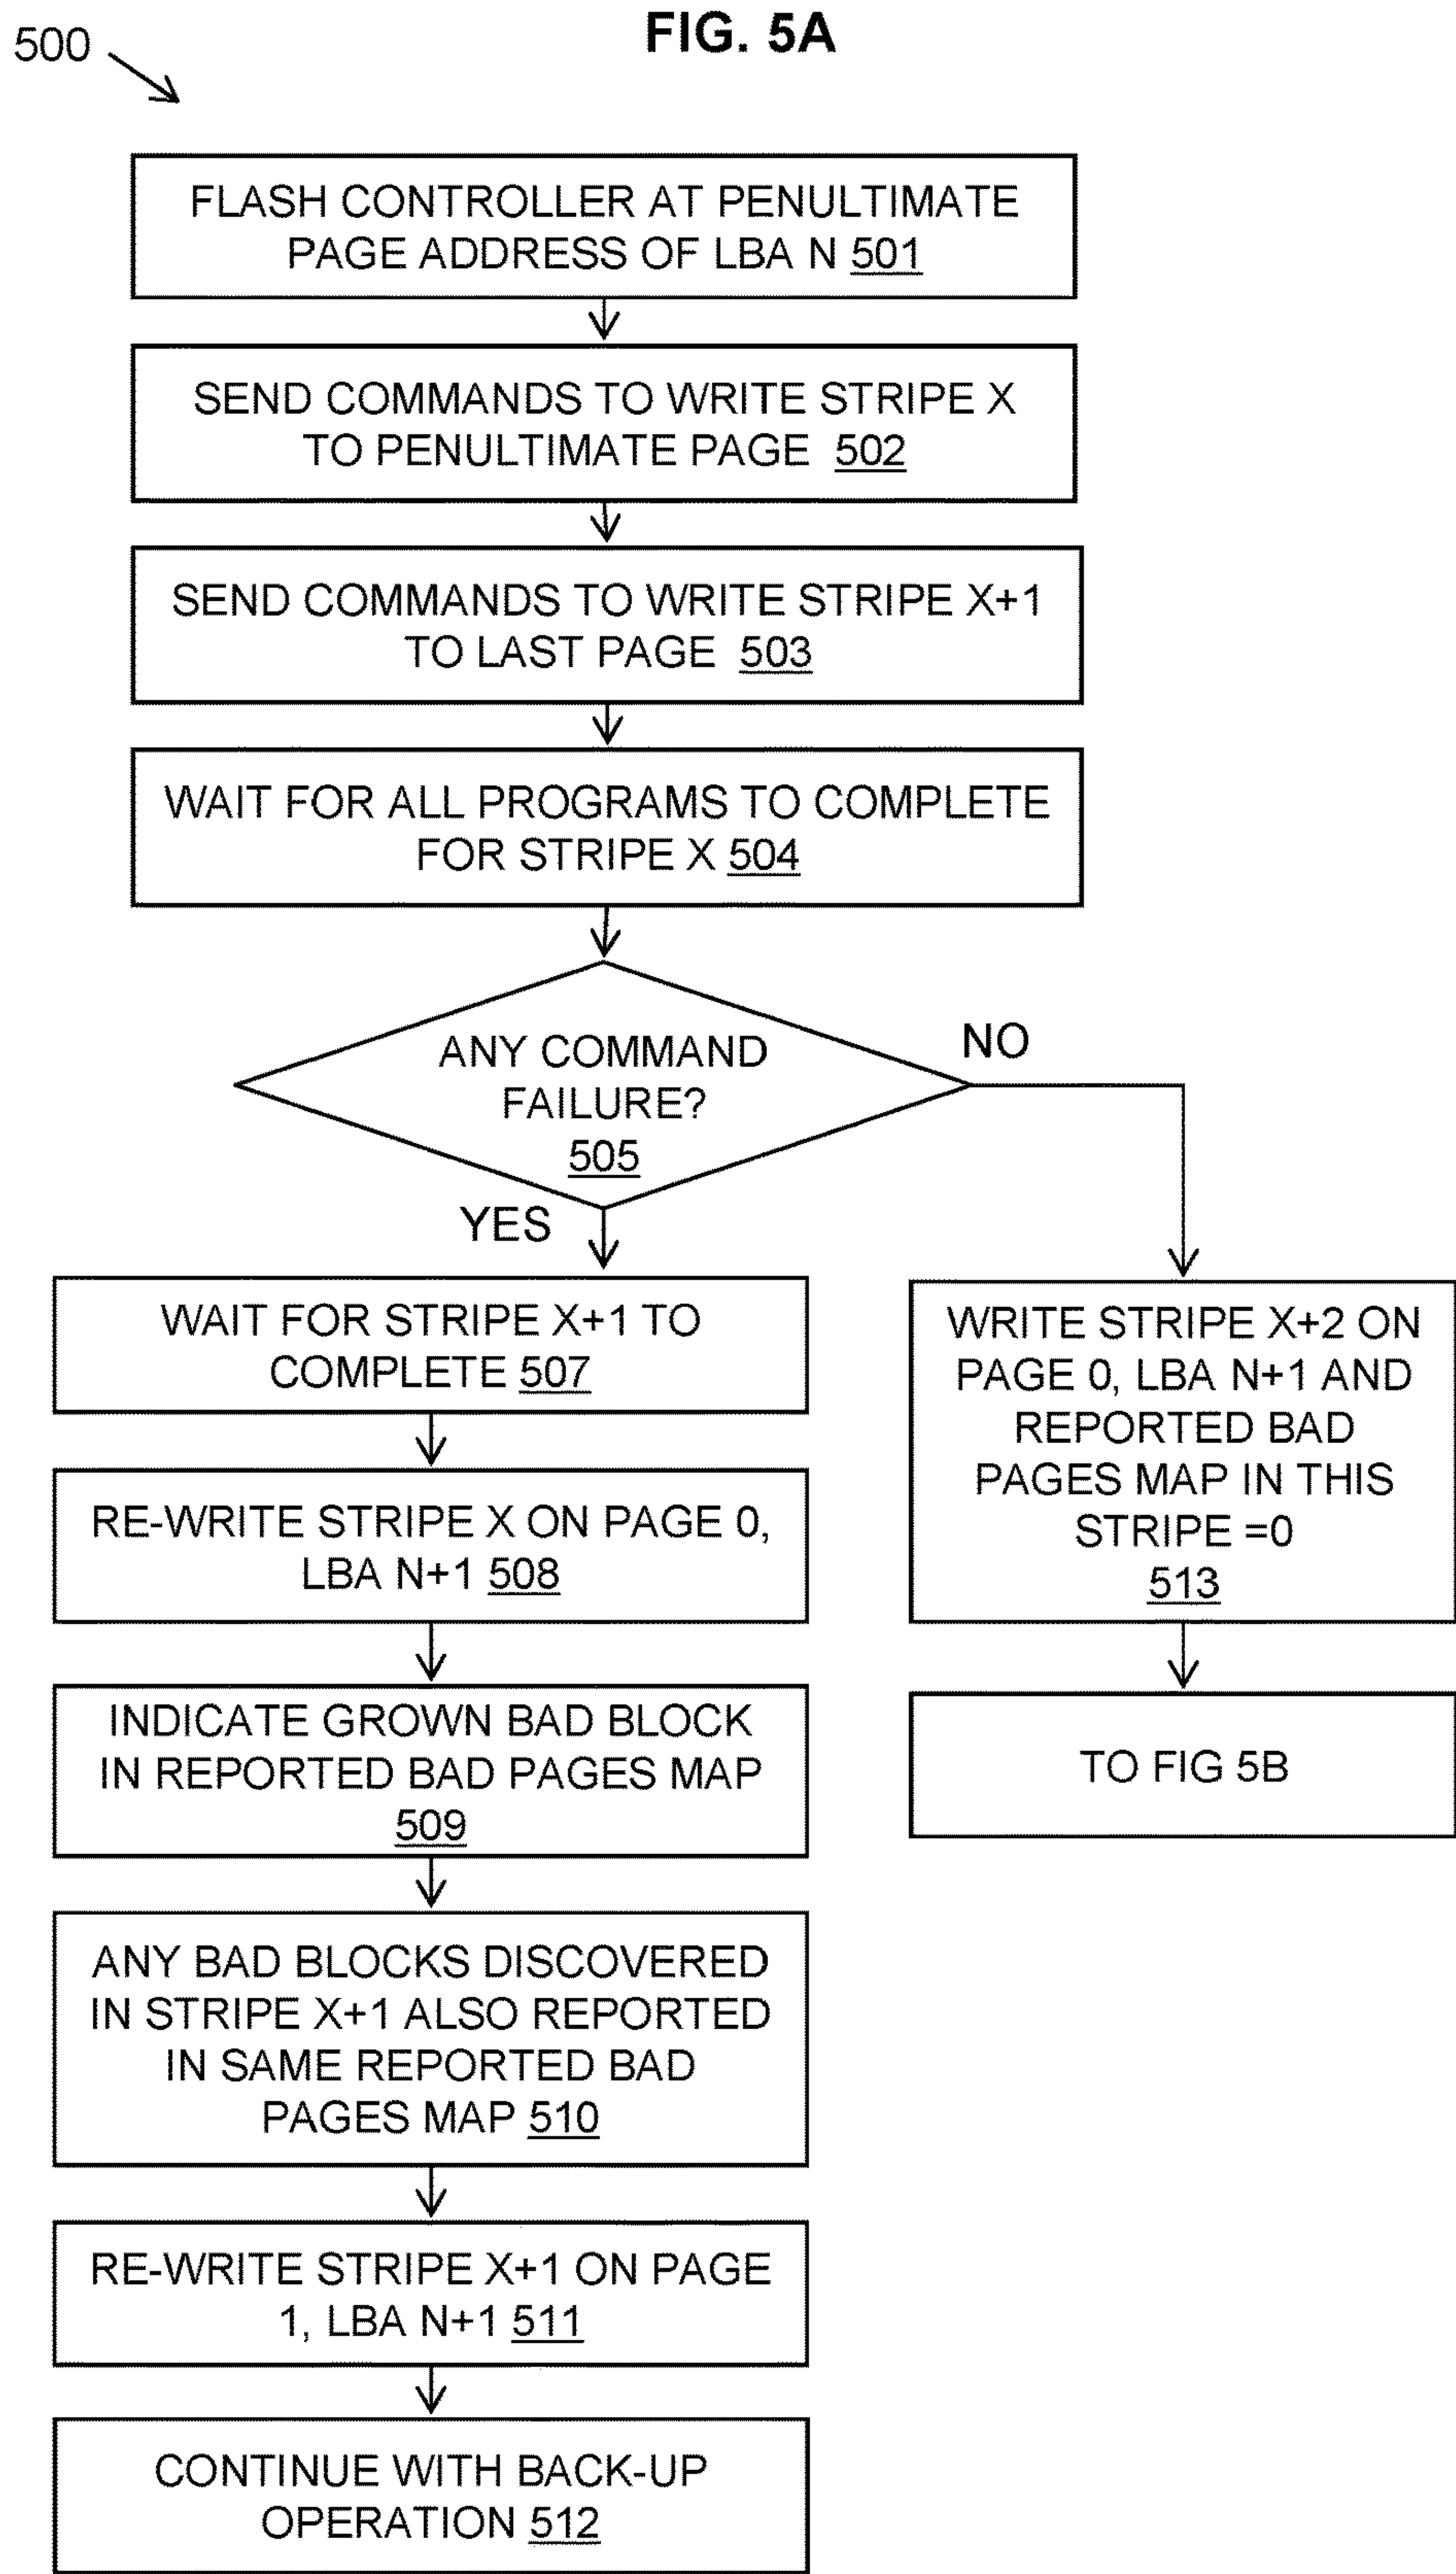 FIG. 5A
500
FLASH CONTROLLER AT PENULTIMATE
PAGE ADDRESS OF LBA N 501
SEND COMMANDS TO WRITE STRIPE X
TO PENULTIMATE PAGE 502
SEND COMMANDS TO WRITE STRIPE X+1
TO LAST PAGE 503
WAIT FOR ALL PROGRAMS TO COMPLETE
FOR STRIPE X 504
ANY COMMAND
FAILURE?
505
NO
YES
WAIT FOR STRIPE X+1 TO
COMPLETE 507
RE-WRITE STRIPE X ON PAGE 0,
LBA N+1 508
INDICATE GROWN BAD BLOCK
IN REPORTED BAD PAGES MAP
509
ANY BAD BLOCKS DISCOVERED
IN STRIPE X+1 ALSO REPORTED
IN SAME REPORTED BAD
PAGES MAP 510
RE-WRITE STRIPE X+1 ON PAGE
1, LBA N+1 511
CONTINUE WITH BACK-UP
OPERATION 512
WRITE STRIPE X+2 ON
PAGE 0, LBA N+1 AND
REPORTED BAD
PAGES MAP IN THIS
STRIPE =0
513
TO FIG 5B